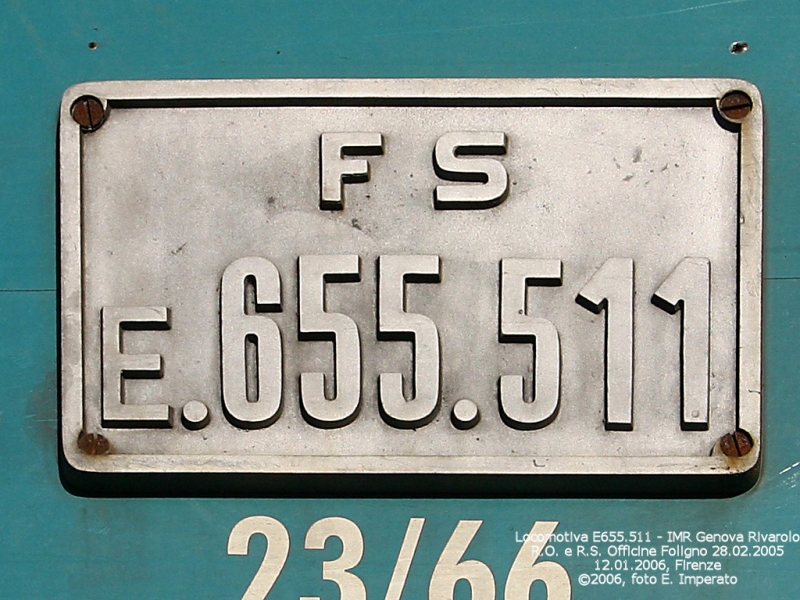 F S
E.655.511
23/66
Locomotiva E655.511 - IMR Genova Rivarolo
R.O. e R.S. Officine Foligno 28.02.2005
12.01.2006, Firenze
©2006, foto E. Imperato